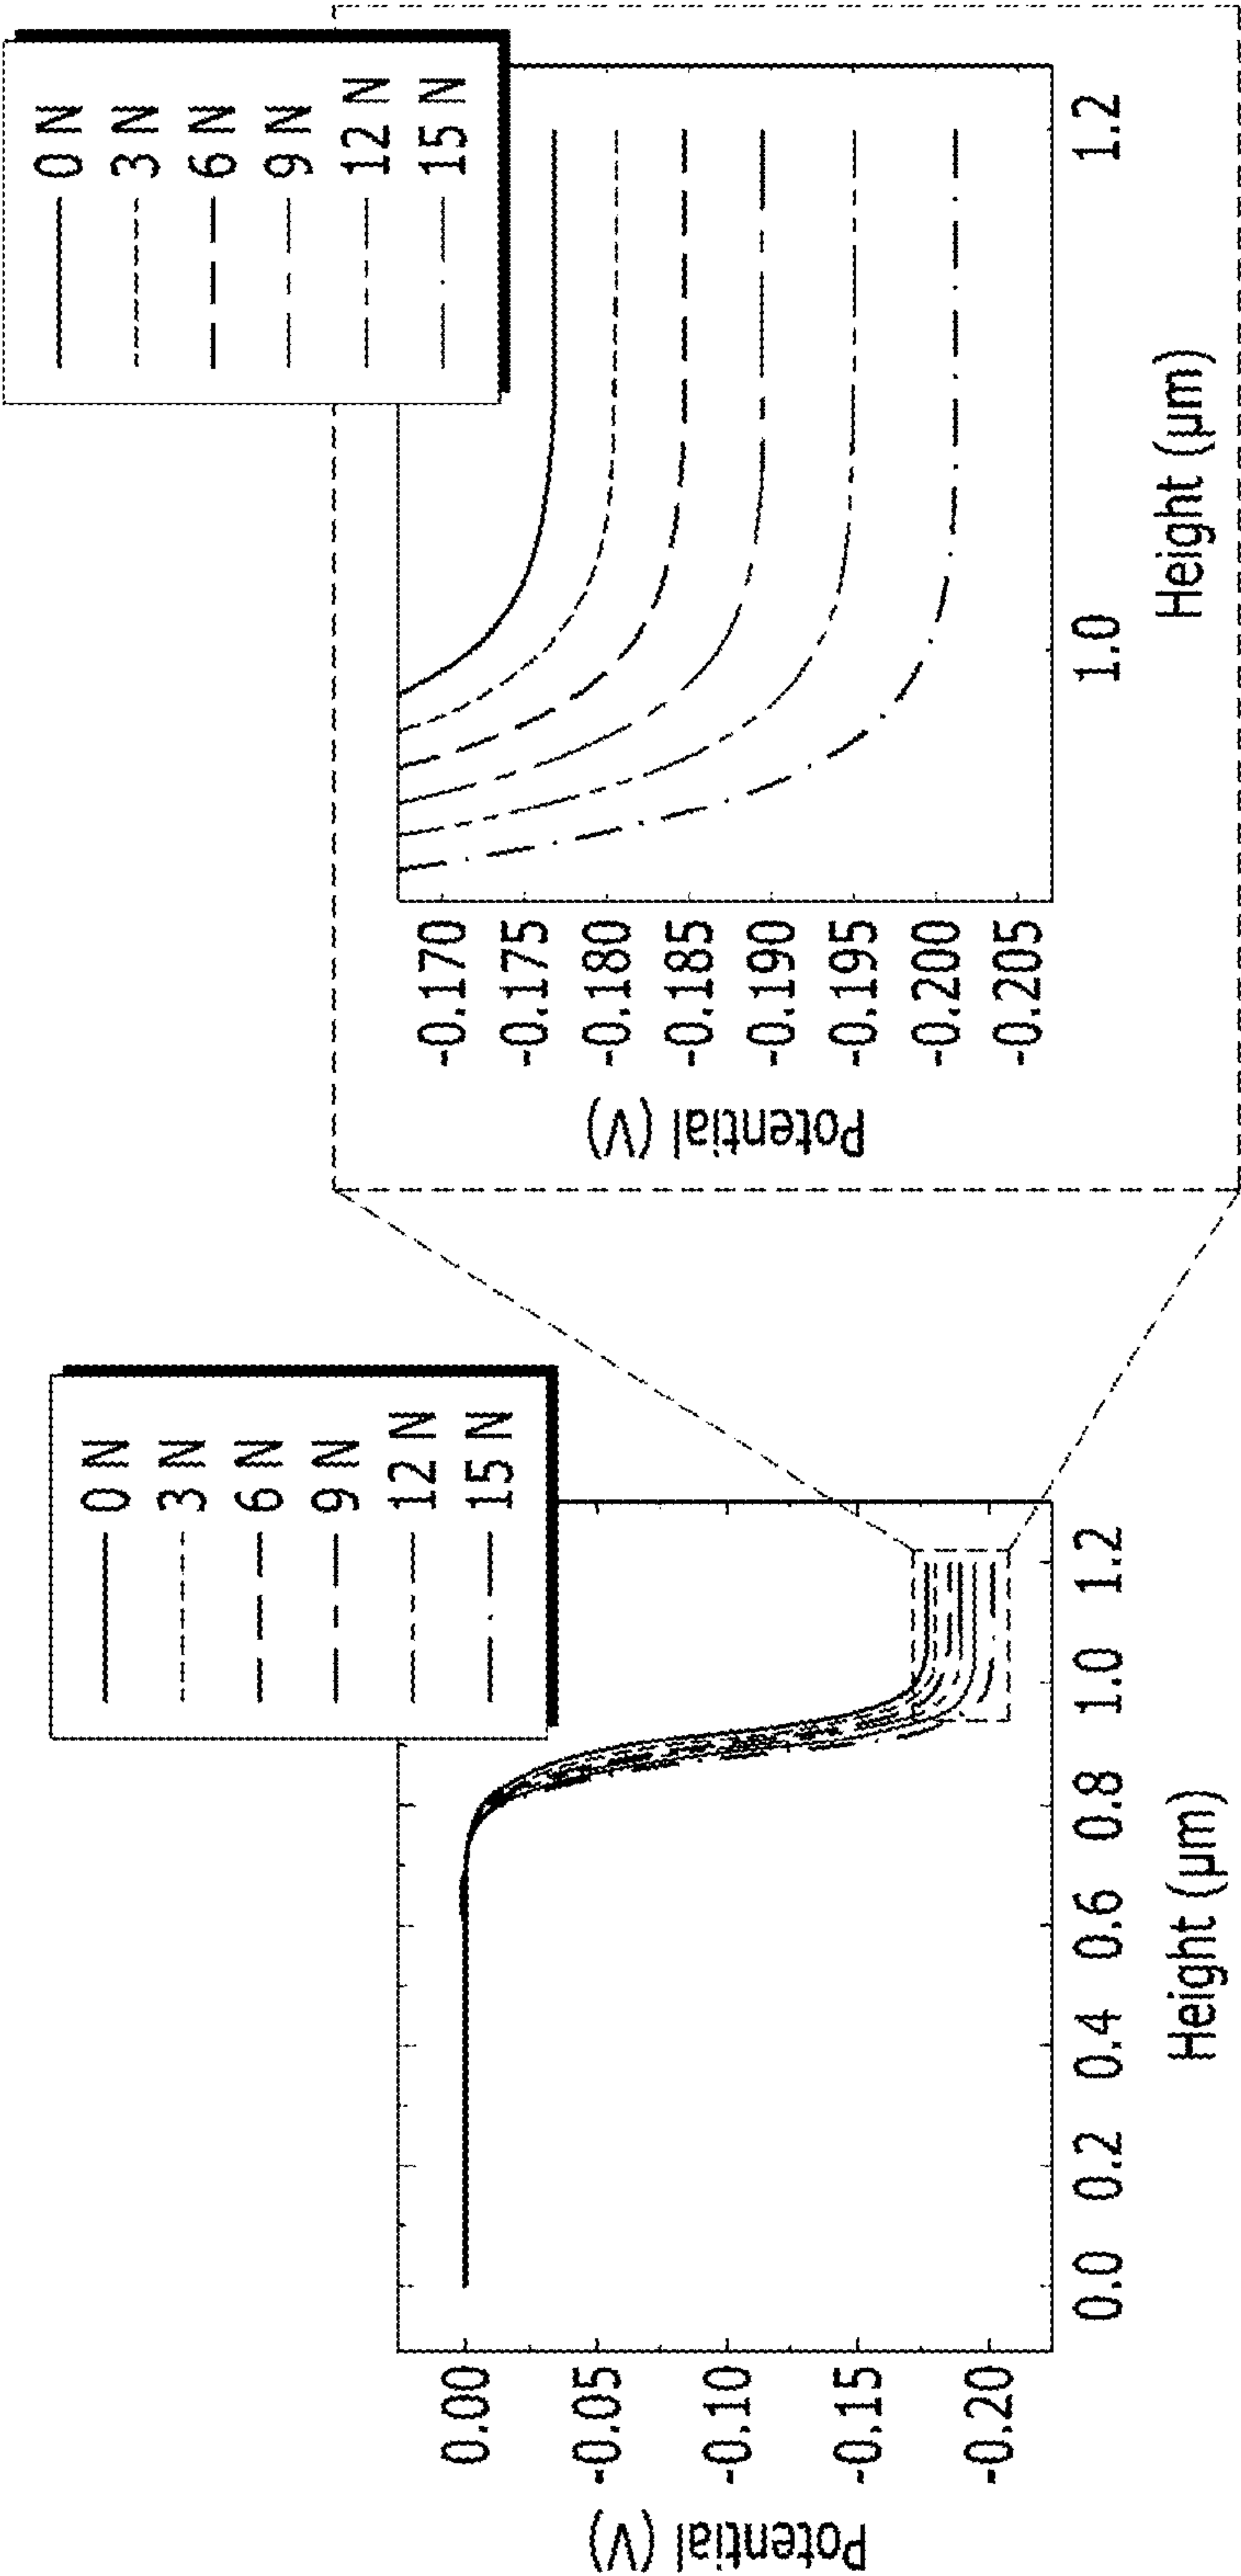 0 N
3 N
6 N
9 N
12 N
15 N
0.00
-0.05
-0.10
-0.15
-0.20
Potential (V)
0.0 0.2 0.4 0.6 0.8 1.0 1.2
Height (μm)
0 N
3 N
6 N
9 N
12 N
15 N
-0.170
-0.175
-0.180
-0.185
-0.190
-0.195
-0.200
-0.205
Potential (V)
1.0 1.2
Height (μm)